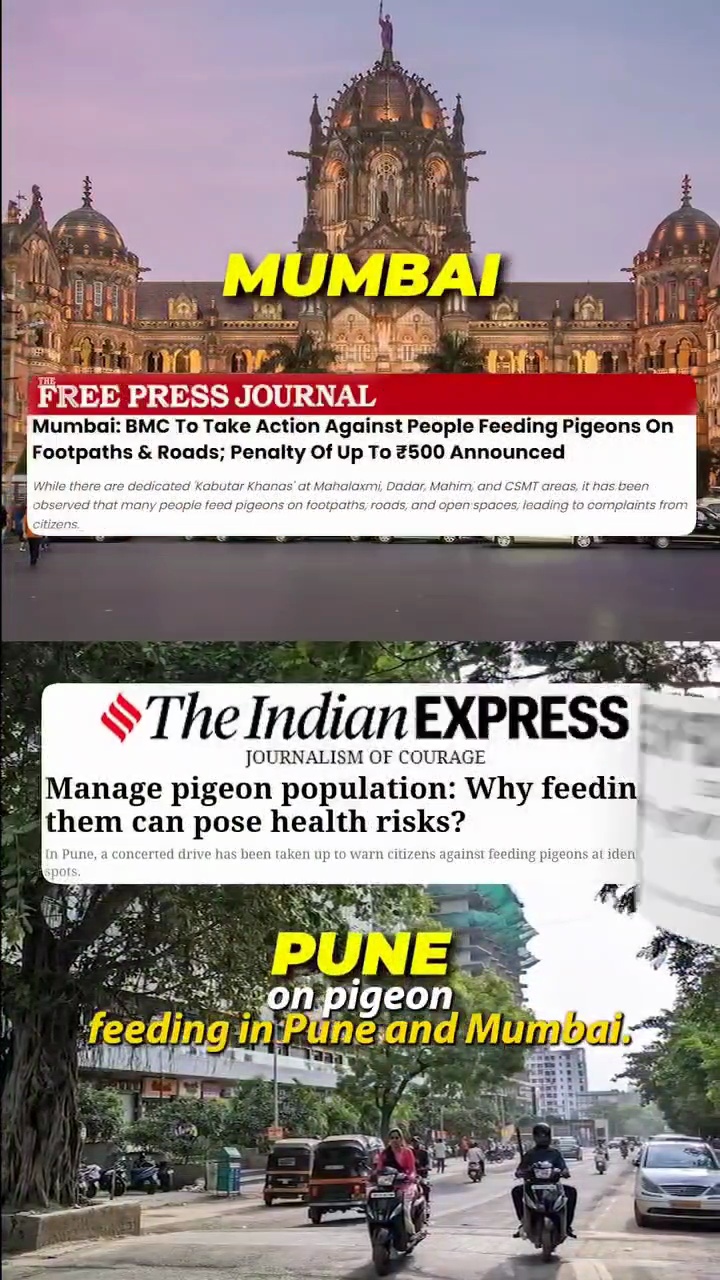 MUMBAI
THE
FREE PRESS JOURNAL
Mumbai: BMC To Take Action Against People Feeding Pigeons On
Footpaths & Roads; Penalty Of Up To ₹500 Announced
While there are dedicated 'Kabutar Khanas' at Mahalaxmi, Dadar, Mahim, and CSMT areas, it has been
observed that many people feed pigeons on footpaths, roads, and open spaces, leading to complaints from
citizens.
The Indian EXPRESS
JOURNALISM OF COURAGE
Manage pigeon population: Why feedin
them can pose health risks?
In Pune, a concerted drive has been taken up to warn citizens against feeding pigeons at iden
spots.
PUNE
on pigeon
feeding in Pune and Mumbai.